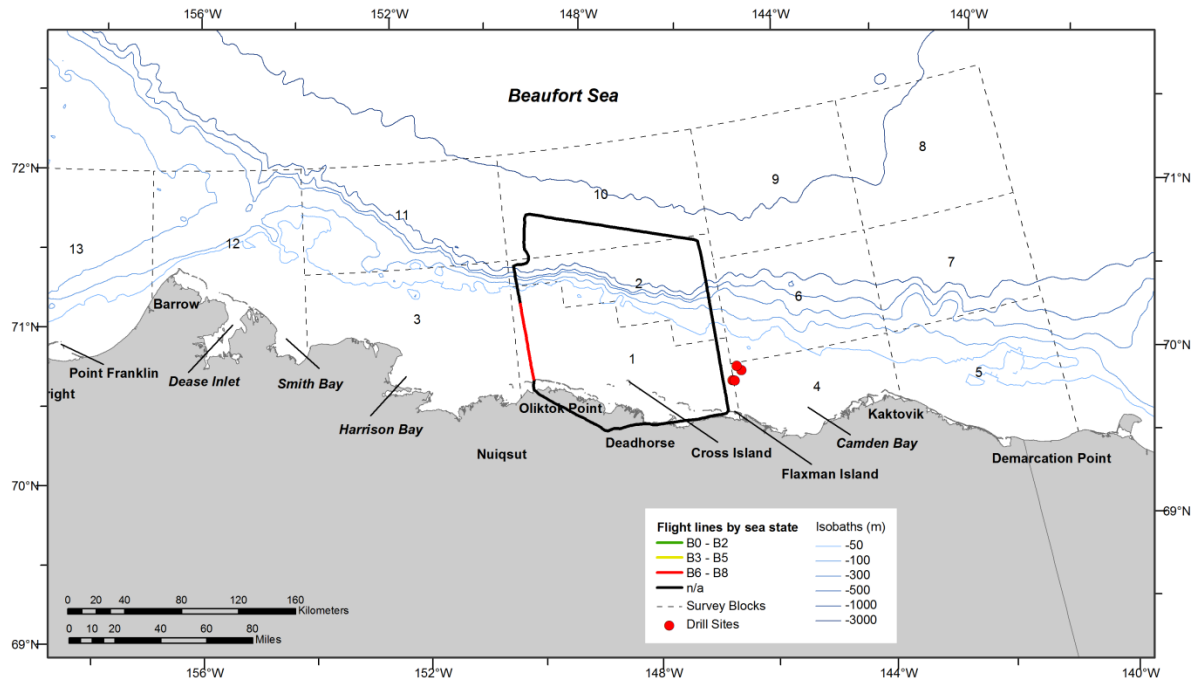 156°W 152°W 148°W 144°W 140°W
Beaufort Sea
72°N
71°N
8
9
10
11
12
13
7
2
6
3
Barrow
71°N
70°N
Point Franklin
right
Dease Inlet
Smith Bay
1
5
4
Harrison Bay
Oliktok Point
Kaktovik
Deadhorse
Cross Island
Camden Bay
Nuiqsut
Flaxman Island
Demarcation Point
70°N
69°N
Flight lines by sea state
B0 - B2
B3 - B5
B6 - B8
n/a
Survey Blocks
Drill Sites
Isobaths (m)
-50
-100
-300
-500
-1000
-3000
0 20 40 80 120 160
Kilometers
0 10 20 40 60 80
Miles
69°N
156°W 152°W 148°W 144°W 140°W